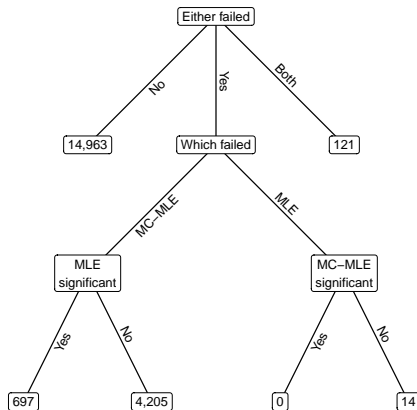 Either failed
No
Yes
Both
14,963
Which failed
121
MC−MLE
MLE
MLE
significant
MC−MLE
significant
Yes
No
Yes
No
697
4,205
0
14